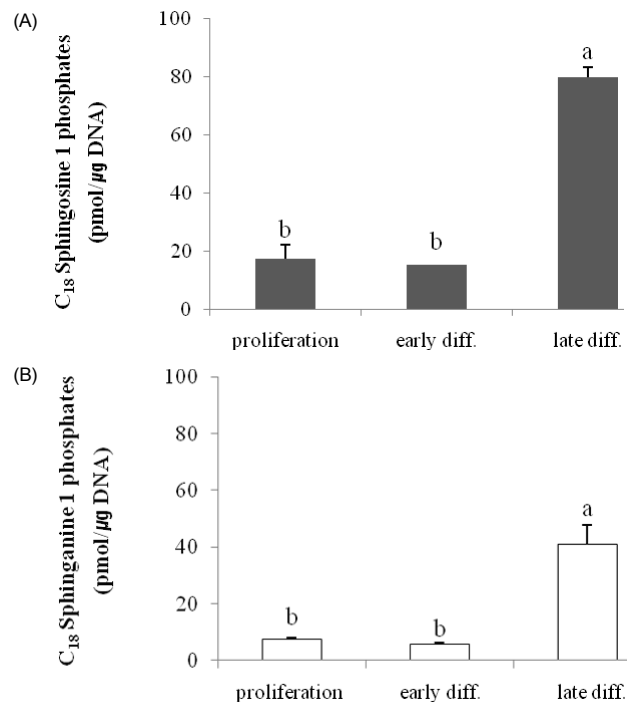 (A)
C18 Sphingosine 1 phosphates
(pmol/μg DNA)
100
80
60
40
20
0
b
b
a
proliferation
early diff.
late diff.
(B)
C18 Sphinganine 1 phosphates
(pmol/μg DNA)
100
80
60
40
20
0
b
b
a
proliferation
early diff.
late diff.